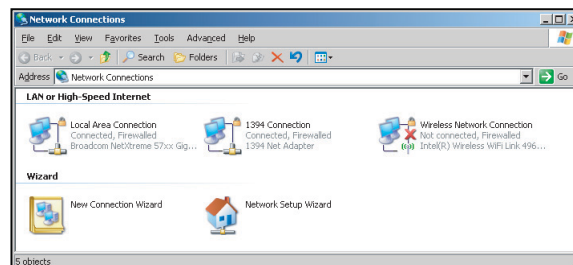 Network Connections
File Edit View Favorites Tools Advanced Help
Back Search Folders
Address Network Connections Go
LAN or High-Speed Internet
Local Area Connection 1394 Connection Wireless Network Connection
Connected, Firewalled Connected, Firewalled Not connected, Firewalled
Broadcom NetXtreme 57xx Gig... 1394 Net Adapter Intel(R) Wireless WiFi Link 496...
Wizard
New Connection Wizard Network Setup Wizard
5 objects